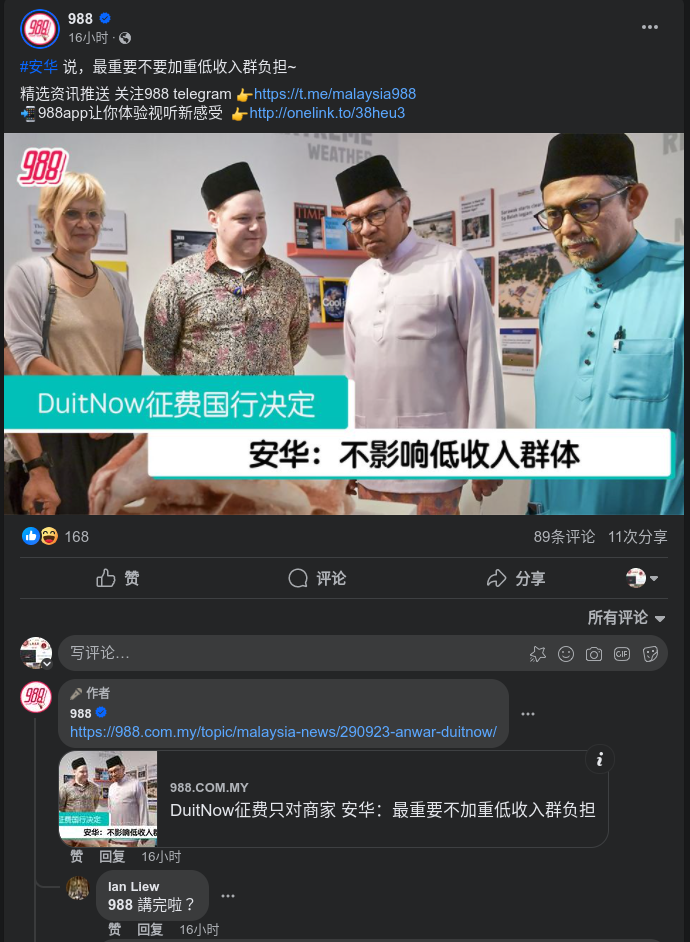 988
16小时 ·
#安华 说，最重要不要加重低收入群负担~
精选资讯推送 关注988 telegram 👉https://t.me/malaysia988
📲988app让你体验视听新感受 👉http://onelink.to/38heu3
WEATHER
988
TIME
Cool
DuitNow征费国行决定
安华：不影响低收入群体
168
89条评论 11次分享
赞 评论 分享
所有评论
写评论…
GIF
988
作者
988
https://988.com.my/topic/malaysia-news/290923-anwar-duitnow/
988.COM.MY
DuitNow征费只对商家 安华：最重要不加重低收入群负担
征费国行决定
安华：不影响低收入群
赞 回复 16小时
Ian Liew
988 講完啦？
赞 回复 16小时